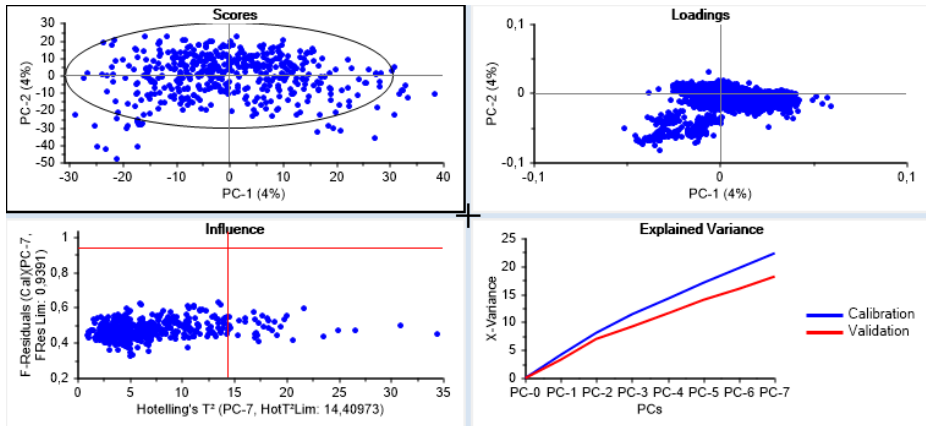 Scores
PC-2 (4%)
30
20
10
0
-10
-20
-30
-40
-50
-30
-20
-10
0
10
20
30
40
PC-1 (4%)
Loadings
PC-2 (4%)
0,1
0
-0,1
-0,1
0
0,1
PC-1 (4%)
Influence
F-Residuals (Cal)(PC-7,
FRes Lim: 0,9391)
1
0,8
0,6
0,4
0,2
0
5
10
15
20
25
30
35
Hotelling's T² (PC-7, HotT²Lim: 14,40973)
Explained Variance
X-Variance
25
20
15
10
5
0
PC-0
PC-1
PC-2
PC-3
PC-4
PC-5
PC-6
PC-7
PCs
Calibration
Validation